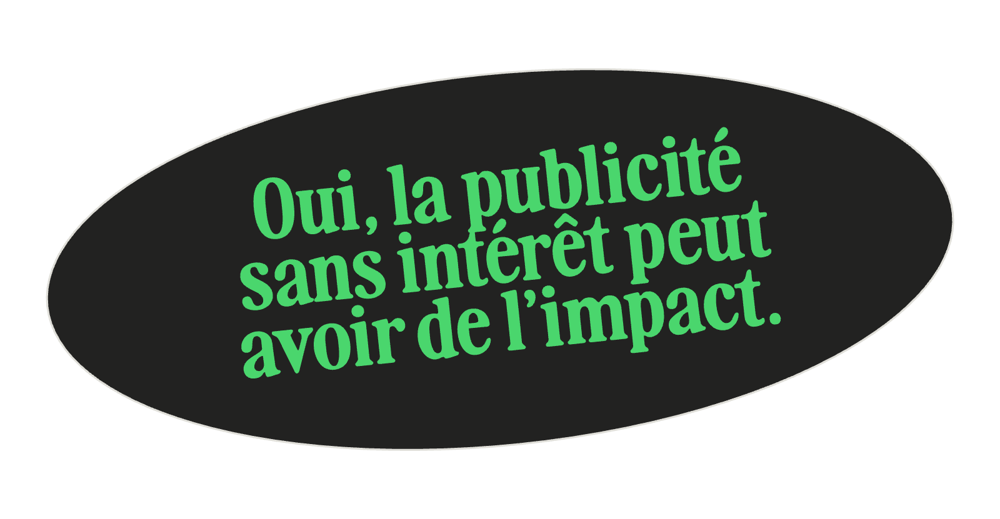 Oui, la publicité
sans intérêt peut
avoir de l’impact.